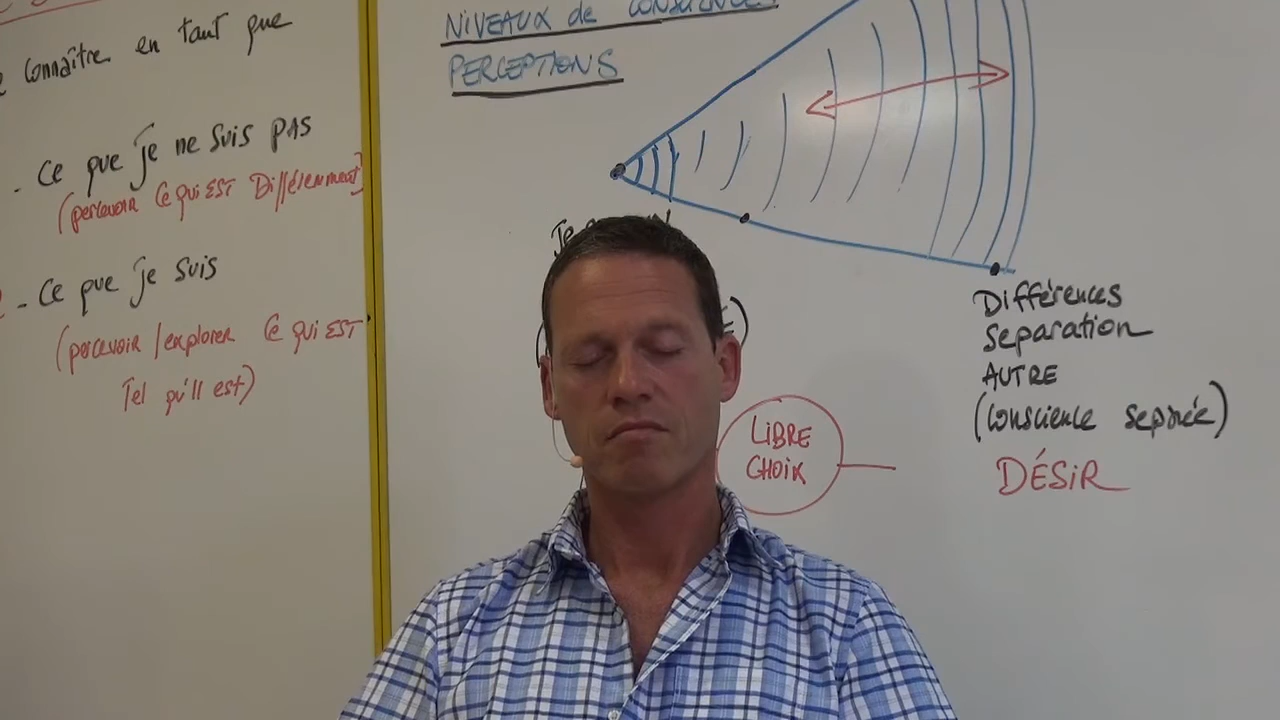 connaître en tant que
- Ce que je ne suis PAS
(percevoir Ce qui EST Différemment)
- Ce que je suis
(percevoir / explorer Ce qui EST
Tel qu'il est)
NIVEAUX de CONSCIENCE /
PERCEPTIONS
Je
LIBRE
CHOIX
Différences
Separation
AUTRE
(Conscience separée)
DÉSIR